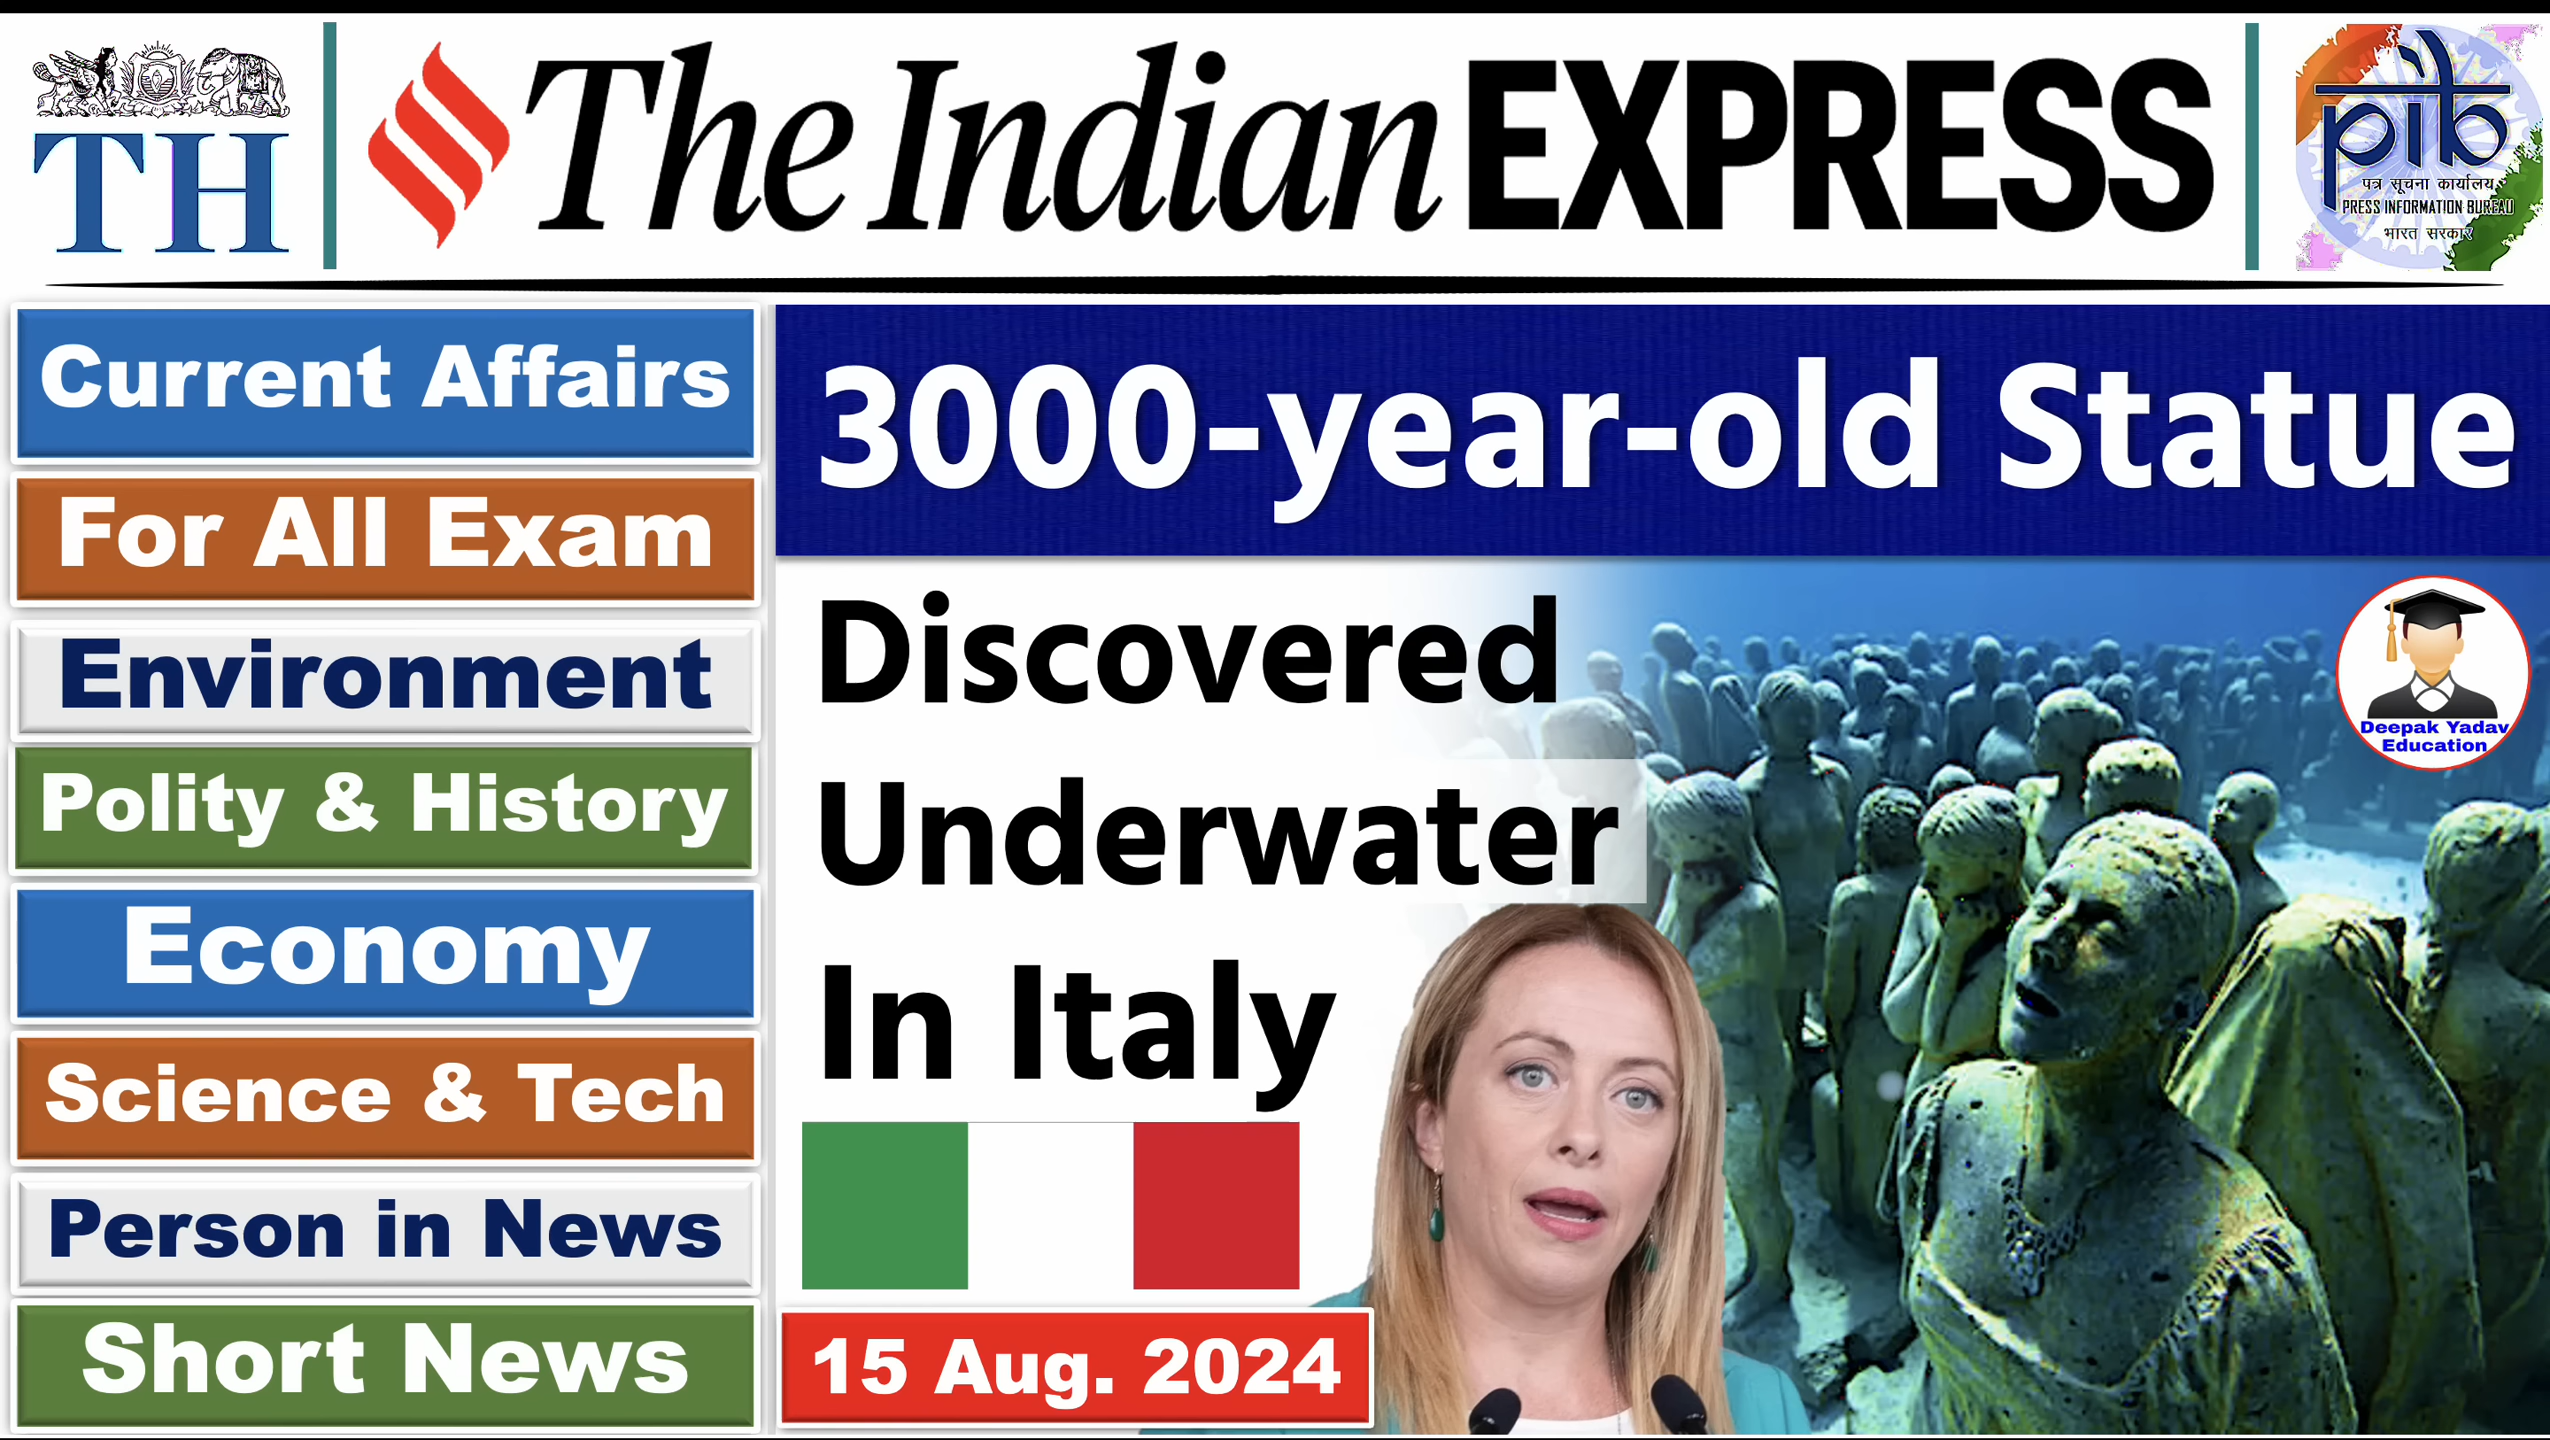 TH
The Indian EXPRESS
pib
पत्र सूचना कार्यालय
PRESS INFORMATION BUREAU
भारत सरकार
Current Affairs
For All Exam
Environment
Polity & History
Economy
Science & Tech
Person in News
Short News
3000-year-old Statue
Discovered
Underwater
In Italy
15 Aug. 2024
Deepak Yadav
Education